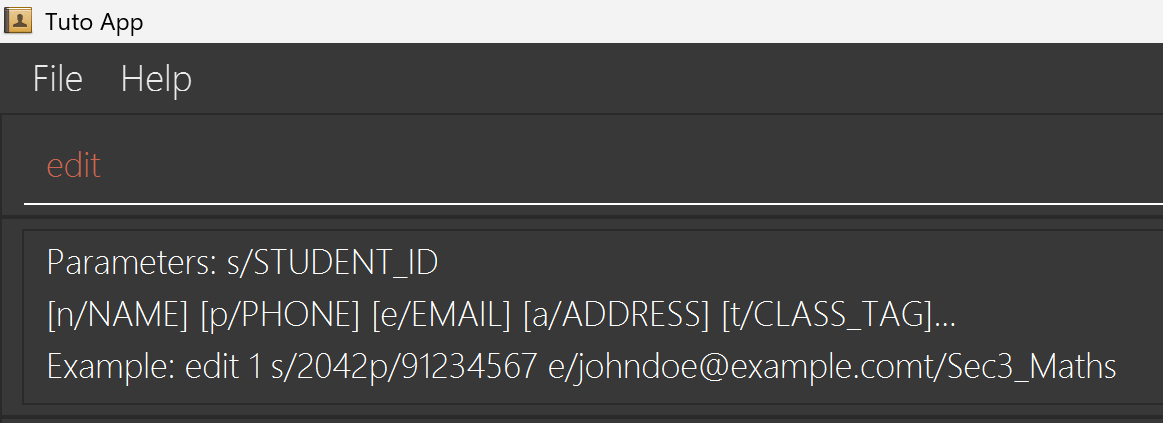 Tuto App
File Help
edit
Parameters: s/STUDENT_ID
[n/NAME] [p/PHONE] [e/EMAIL] [a/ADDRESS] [t/CLASS_TAG]...
Example: edit 1 s/2042p/91234567 e/johndoe@example.comt/Sec3_Maths